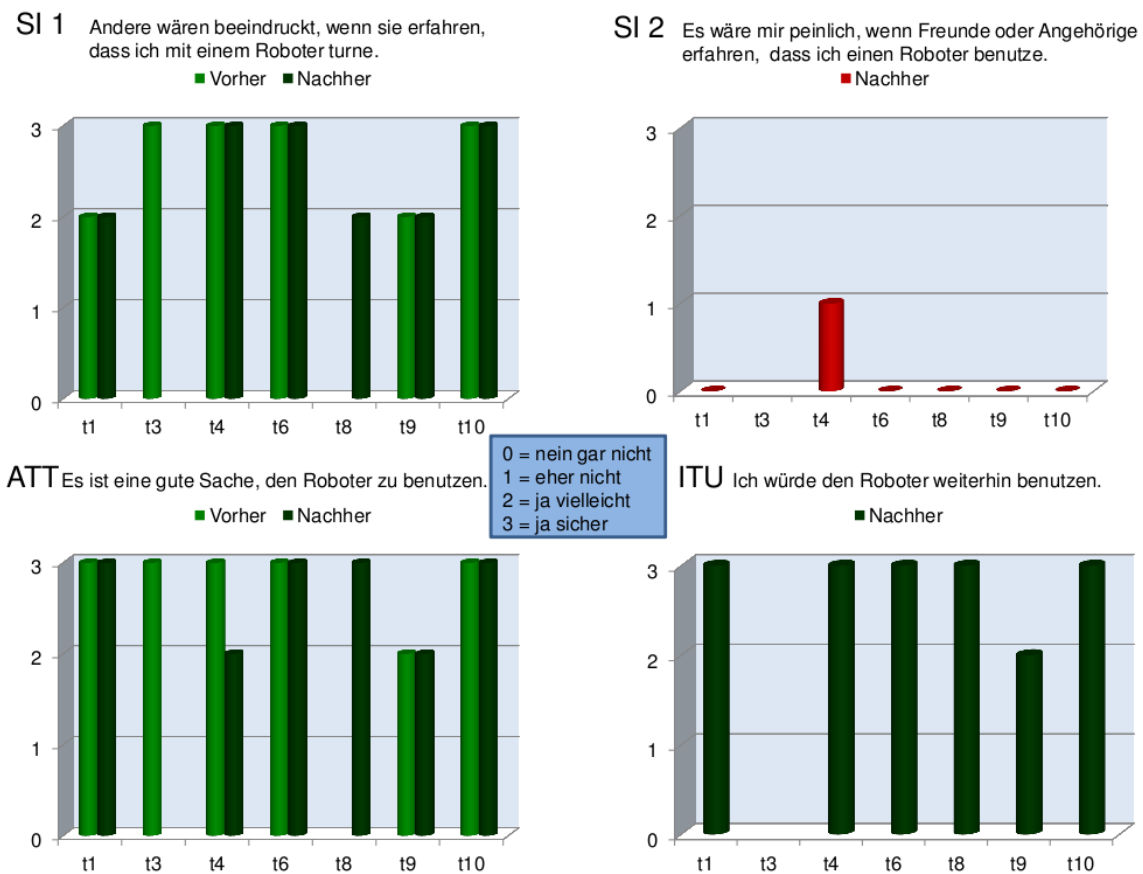 SI 1 Andere wären beeindruckt, wenn sie erfahren,
dass ich mit einem Roboter turne.
Vorher Nachher
3
2
1
0
t1 t3 t4 t6 t8 t9 t10
SI 2 Es wäre mir peinlich, wenn Freunde oder Angehörige
erfahren, dass ich einen Roboter benutze.
Nachher
3
2
1
0
t1 t3 t4 t6 t8 t9 t10
0 = nein gar nicht
1 = eher nicht
2 = ja vielleicht
3 = ja sicher
ATT Es ist eine gute Sache, den Roboter zu benutzen.
Vorher Nachher
3
2
1
0
t1 t3 t4 t6 t8 t9 t10
ITU Ich würde den Roboter weiterhin benutzen.
Nachher
3
2
1
0
t1 t3 t4 t6 t8 t9 t10